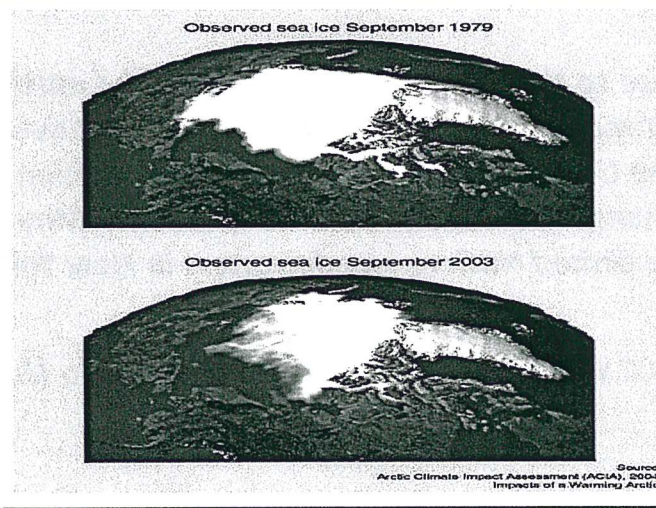 Observed sea ice September 1979
Observed sea ice September 2003
Source
Arctic Climate Impact Assessment (ACIA), 2004
Impacts of a Warming Arctic